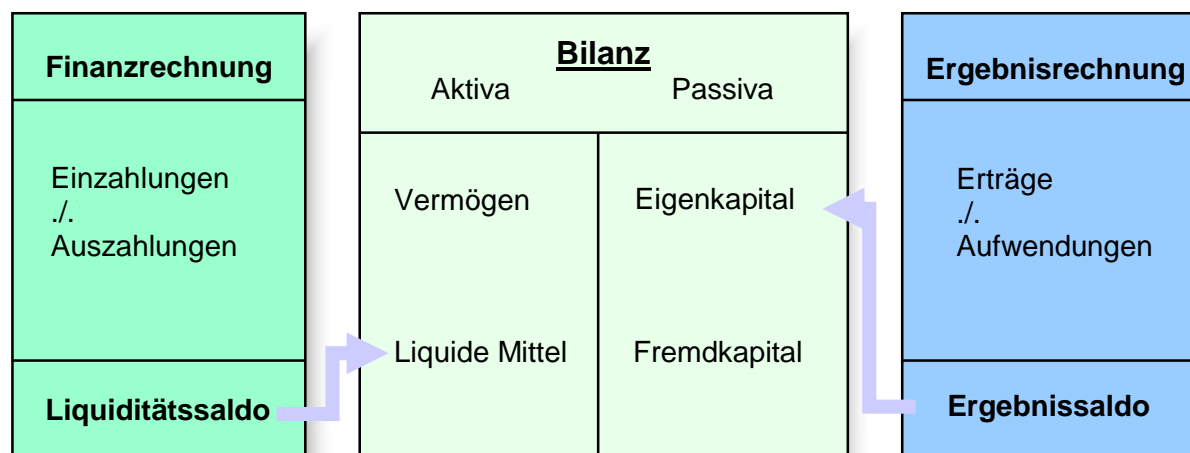 Finanzrechnung
Einzahlungen
./.
Auszahlungen
Liquiditätssaldo
Bilanz
Aktiva Passiva
Vermögen Eigenkapital
Liquide Mittel Fremdkapital
Ergebnisrechnung
Erträge
./.
Aufwendungen
Ergebnissaldo